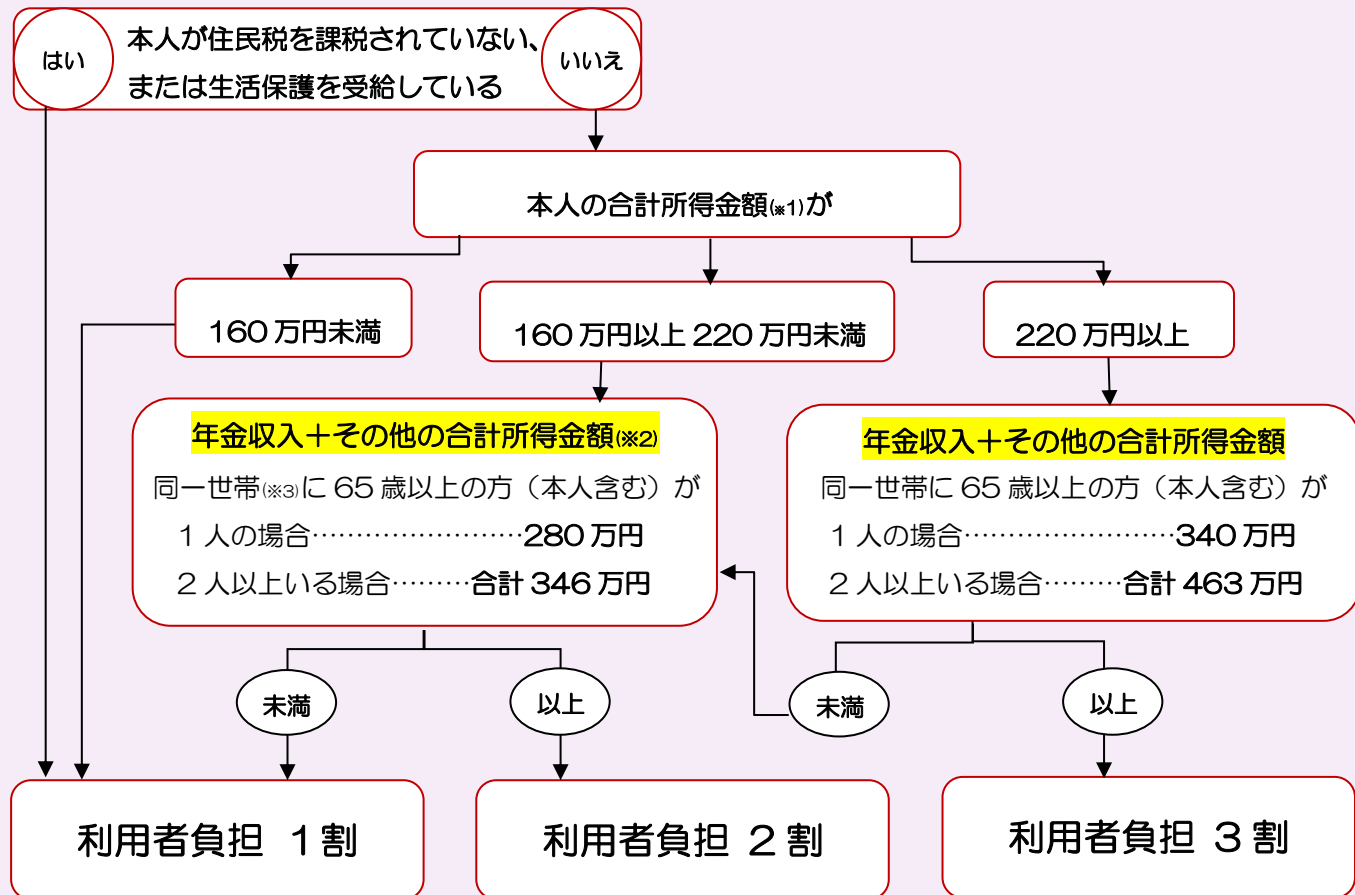 はい
本人が住民税を課税されていない、
または生活保護を受給している
いいえ
本人の合計所得金額(※1)が
160万円未満
160万円以上220万円未満
220万円以上
年金収入＋その他の合計所得金額(※2)
同一世帯(※3)に65歳以上の方（本人含む）が
1人の場合……………………280万円
2人以上いる場合………合計346万円
年金収入＋その他の合計所得金額
同一世帯に65歳以上の方（本人含む）が
1人の場合……………………340万円
2人以上いる場合………合計463万円
未満
以上
未満
以上
利用者負担 1割
利用者負担 2割
利用者負担 3割